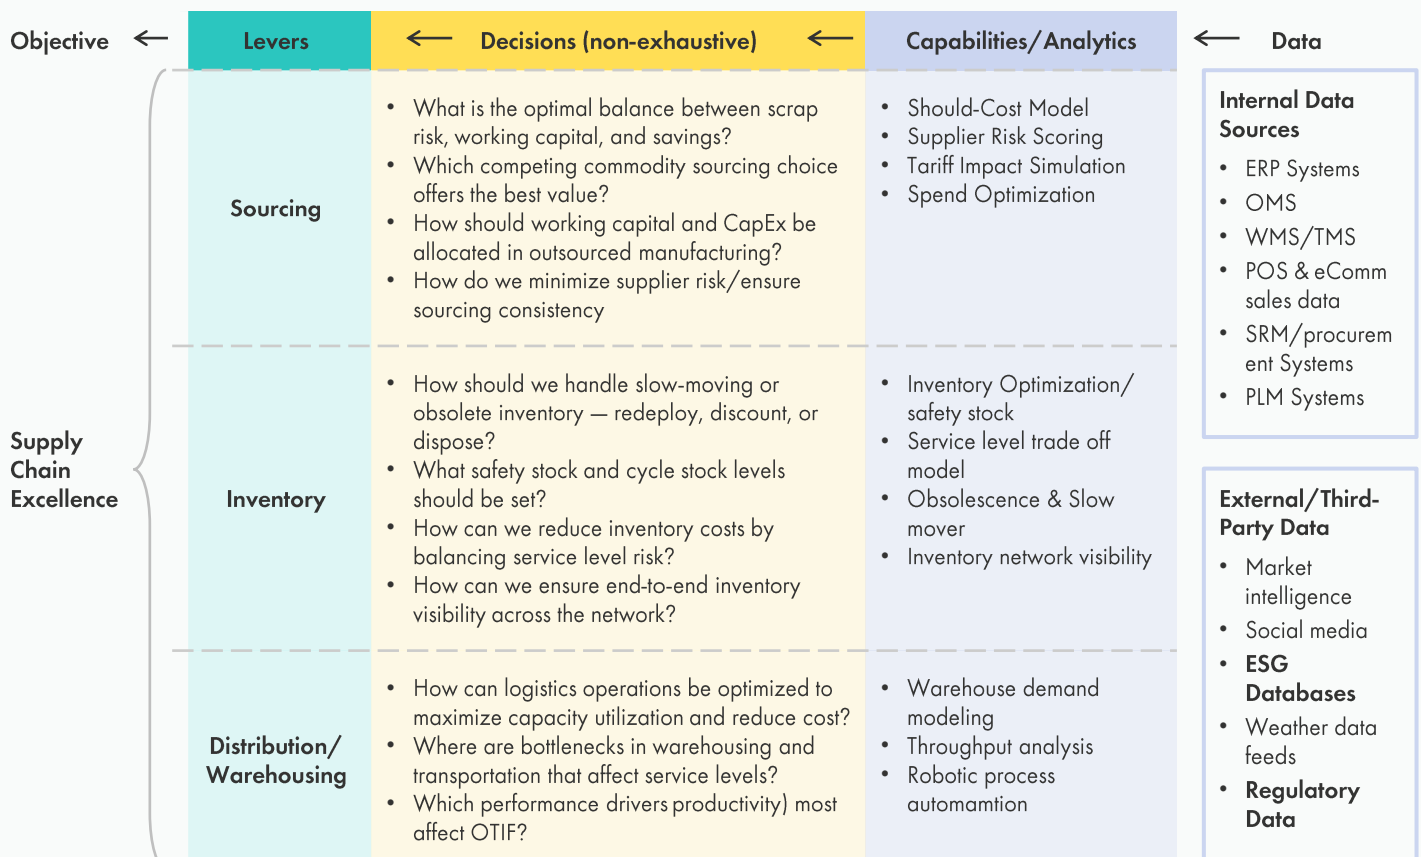 Objective
Levers
Decisions (non-exhaustive)
Capabilities/Analytics
Data
Supply
Chain
Excellence
Sourcing
• What is the optimal balance between scrap
risk, working capital, and savings?
• Which competing commodity sourcing choice
offers the best value?
• How should working capital and CapEx be
allocated in outsourced manufacturing?
• How do we minimize supplier risk/ensure
sourcing consistency
• Should-Cost Model
• Supplier Risk Scoring
• Tariff Impact Simulation
• Spend Optimization
Inventory
• How should we handle slow-moving or
obsolete inventory — redeploy, discount, or
dispose?
• What safety stock and cycle stock levels
should be set?
• How can we reduce inventory costs by
balancing service level risk?
• How can we ensure end-to-end inventory
visibility across the network?
• Inventory Optimization/
safety stock
• Service level trade off
model
• Obsolescence & Slow
mover
• Inventory network visibility
Distribution/
Warehousing
• How can logistics operations be optimized to
maximize capacity utilization and reduce cost?
• Where are bottlenecks in warehousing and
transportation that affect service levels?
• Which performance drivers productivity) most
affect OTIF?
• Warehouse demand
modeling
• Throughput analysis
• Robotic process
automamtion
Internal Data
Sources
• ERP Systems
• OMS
• WMS/TMS
• POS & eComm
sales data
• SRM/procurem
ent Systems
• PLM Systems
External/Third-
Party Data
• Market
intelligence
• Social media
• ESG
Databases
• Weather data
feeds
• Regulatory
Data